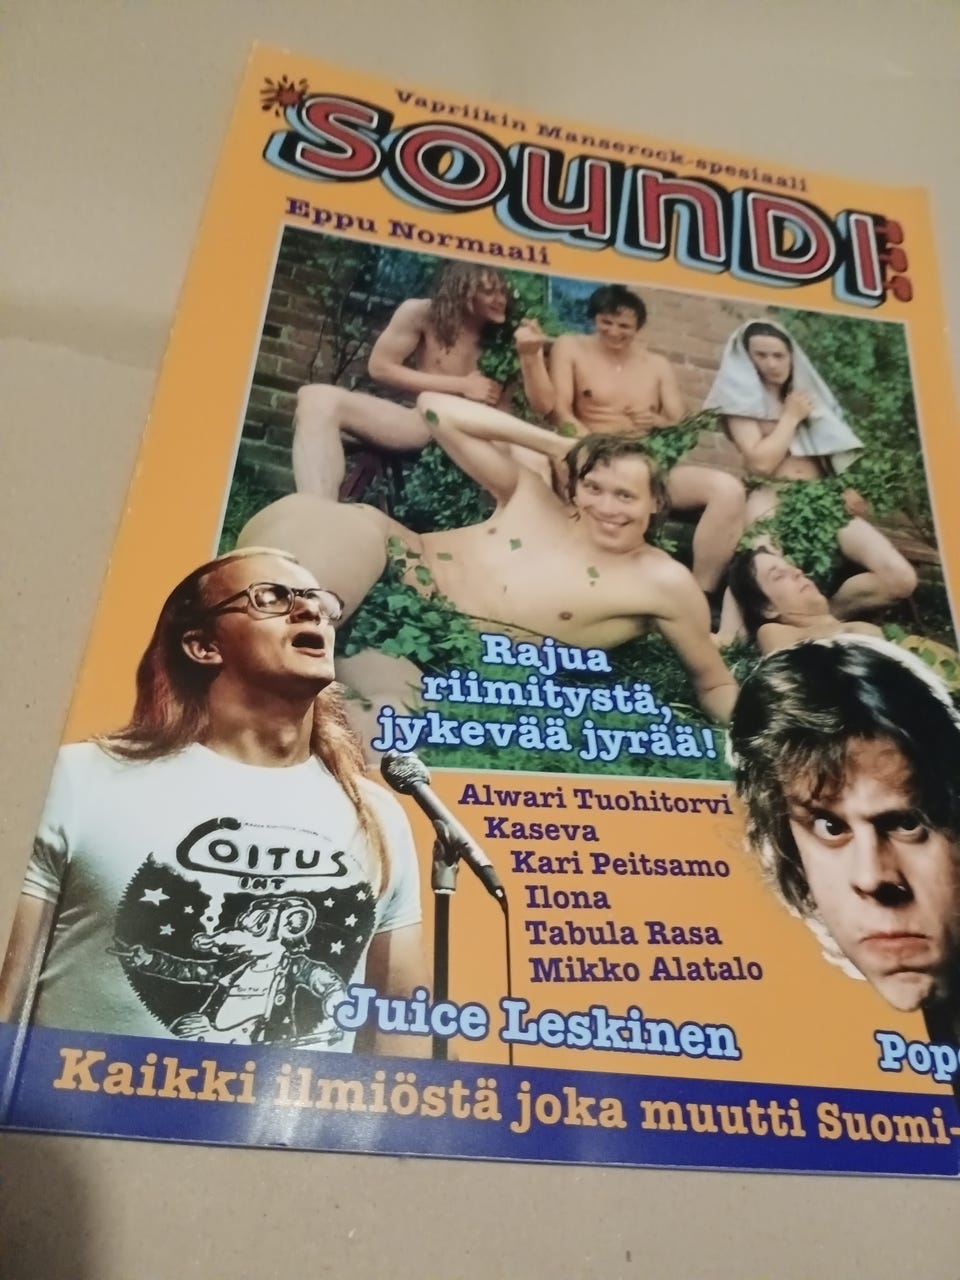 Vapriikin Manserock-spesiaali
SOUNDI
Eppu Normaali
Rajua
riimitystä,
jykevää jyrää!
Alwari Tuohitorvi
Kaseva
Kari Peitsamo
Ilona
Tabula Rasa
Mikko Alatalo
COITUS
INT
Juice Leskinen
Kaikki ilmiöstä joka muutti Suomi-